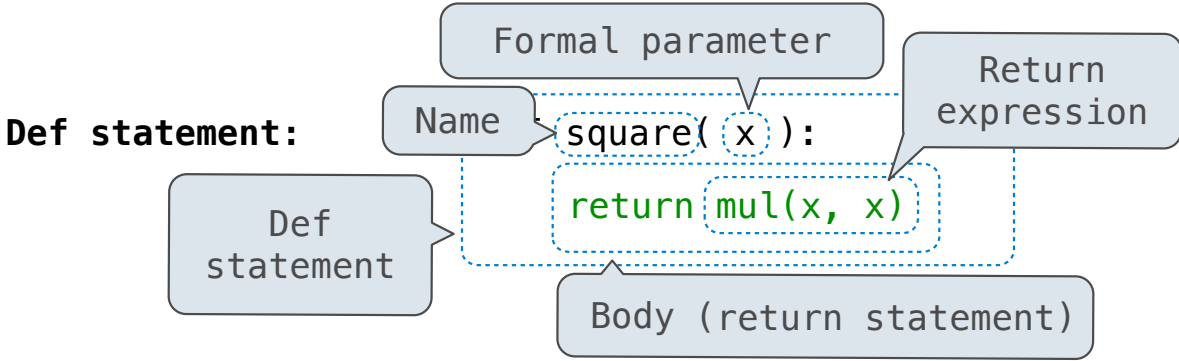 Formal parameter
Return
expression
Name
Def statement: square( x ):
return mul(x, x)
Def
statement
Body (return statement)